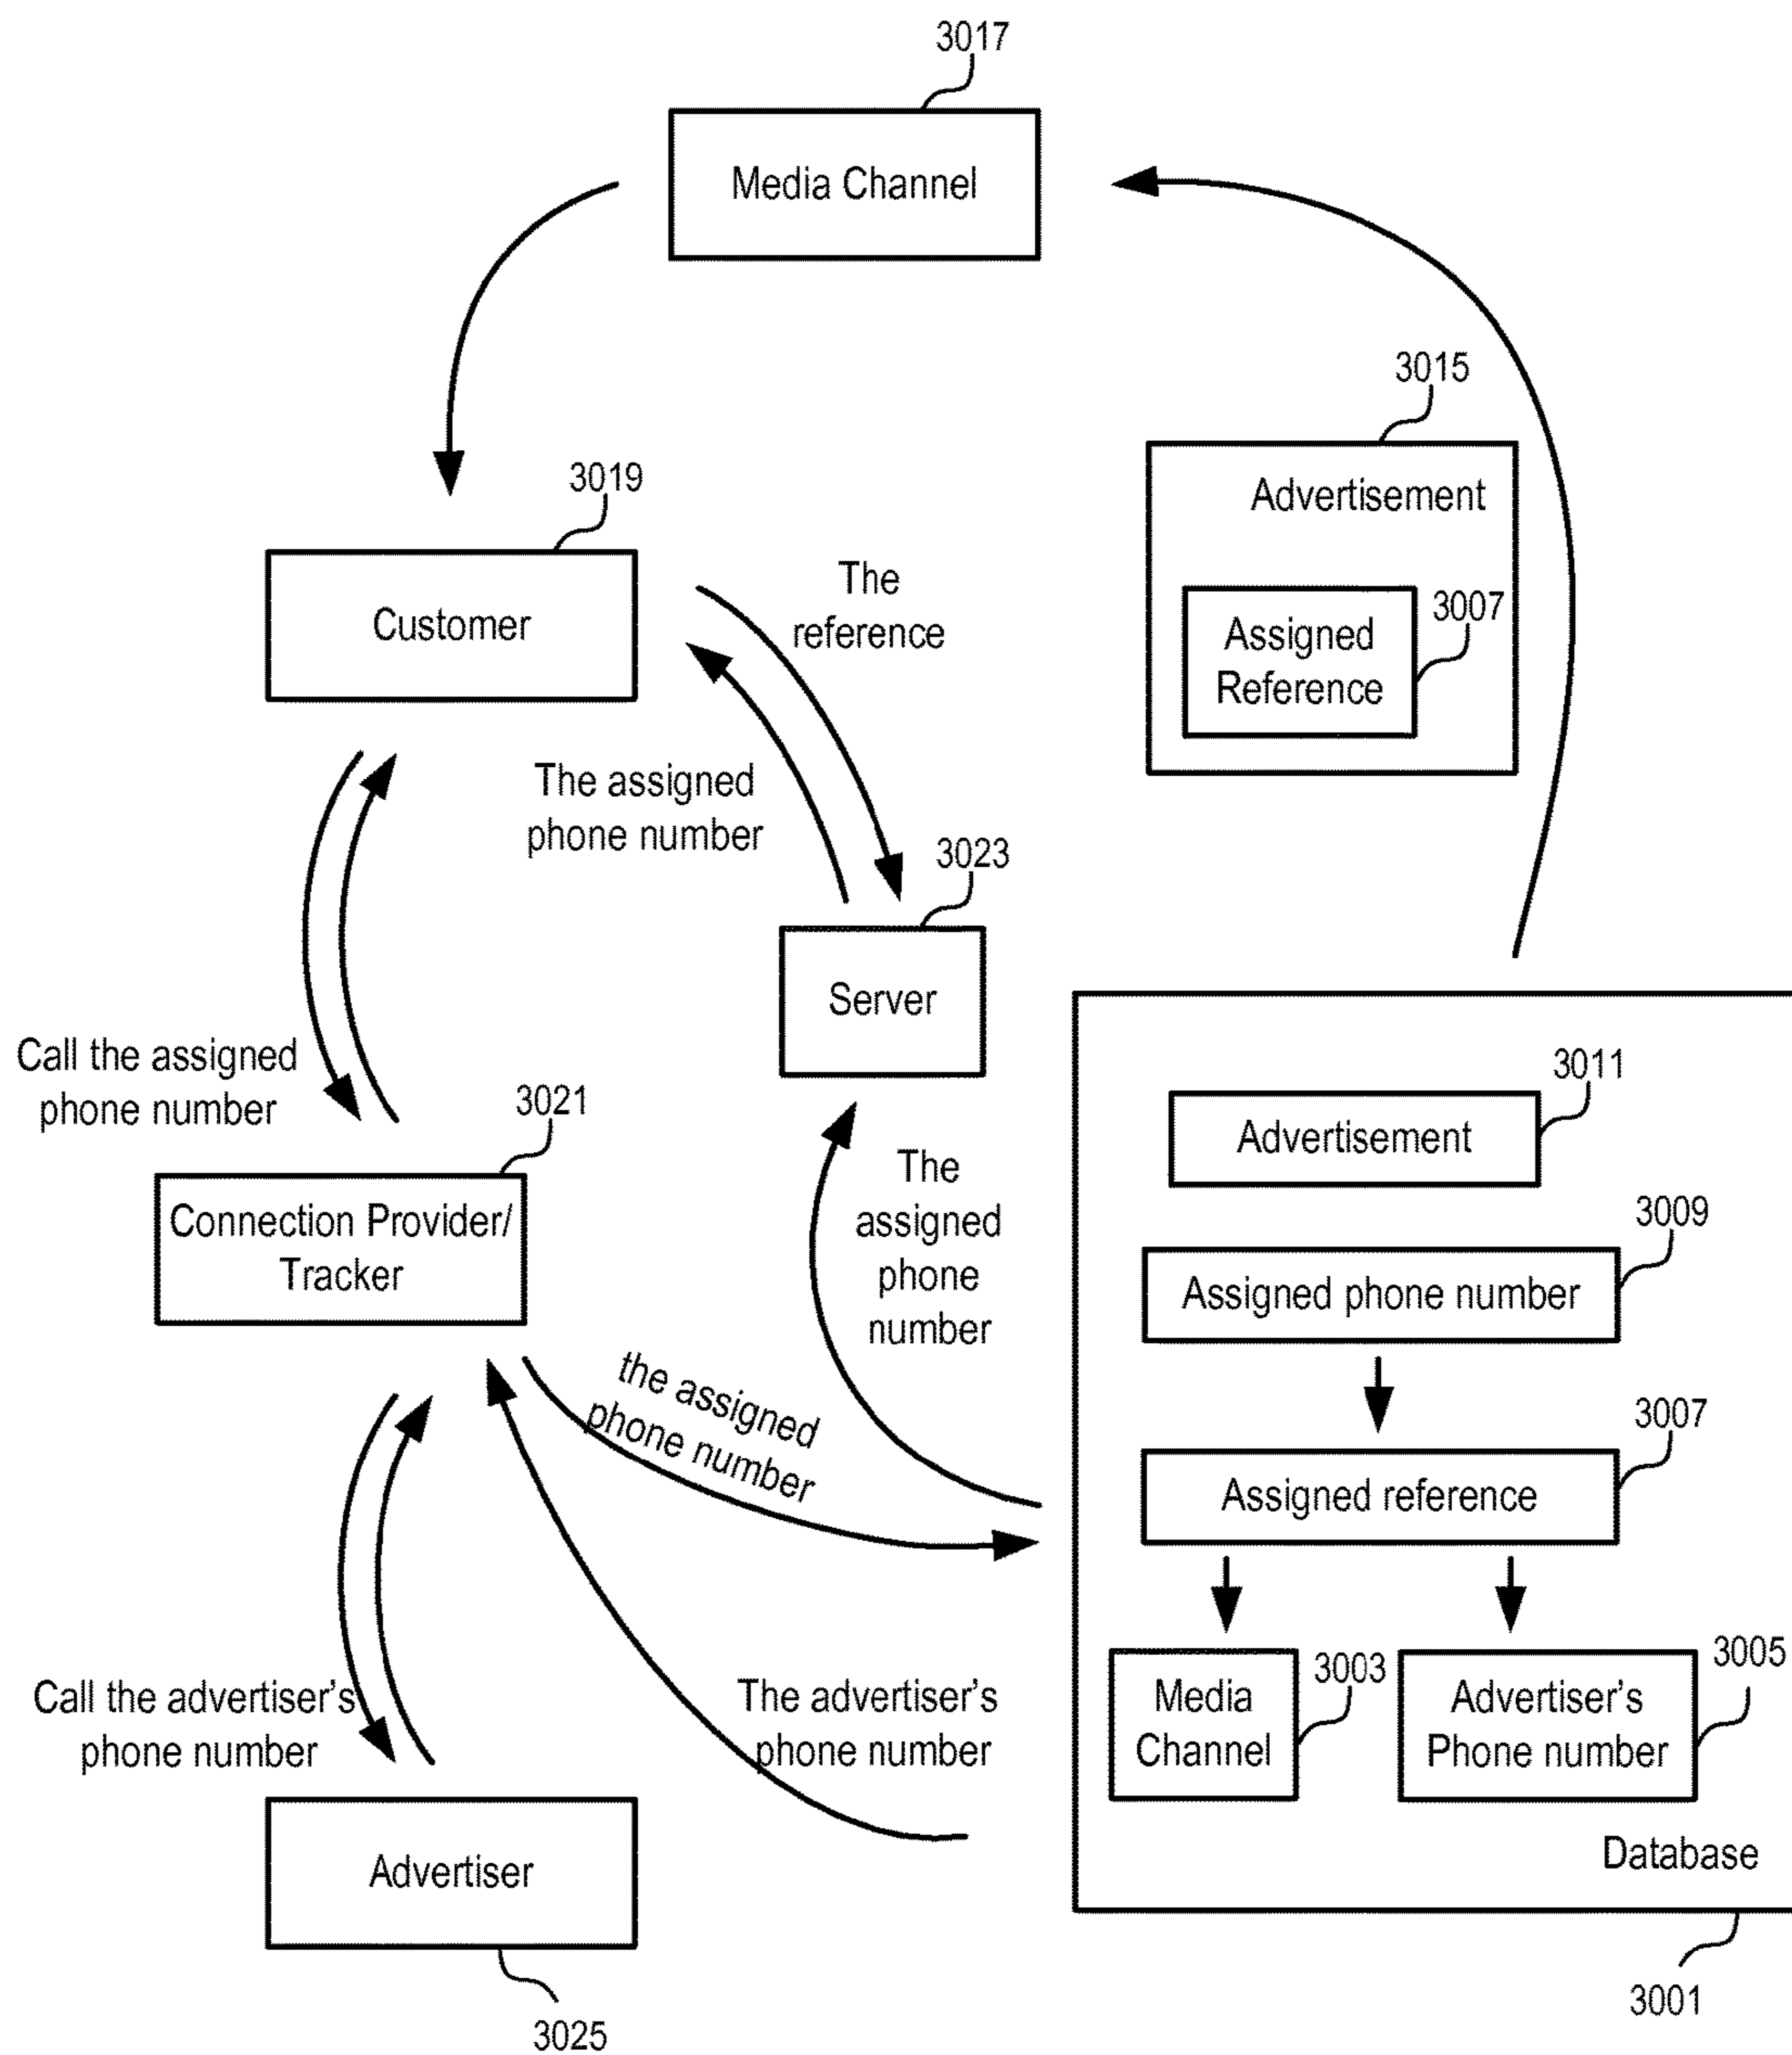 3017
Media Channel
3015
Advertisement
3019
Customer
The
reference
3007
Assigned
Reference
The assigned
phone number
3023
Server
Call the assigned
phone number
3021
Connection Provider/
Tracker
The
assigned
phone
number
3011
Advertisement
3009
Assigned phone number
3007
Assigned reference
the assigned
phone number
3003
Media
Channel
3005
Advertiser's
Phone number
Call the advertiser's
phone number
The advertiser's
phone number
Database
Advertiser
3001
3025